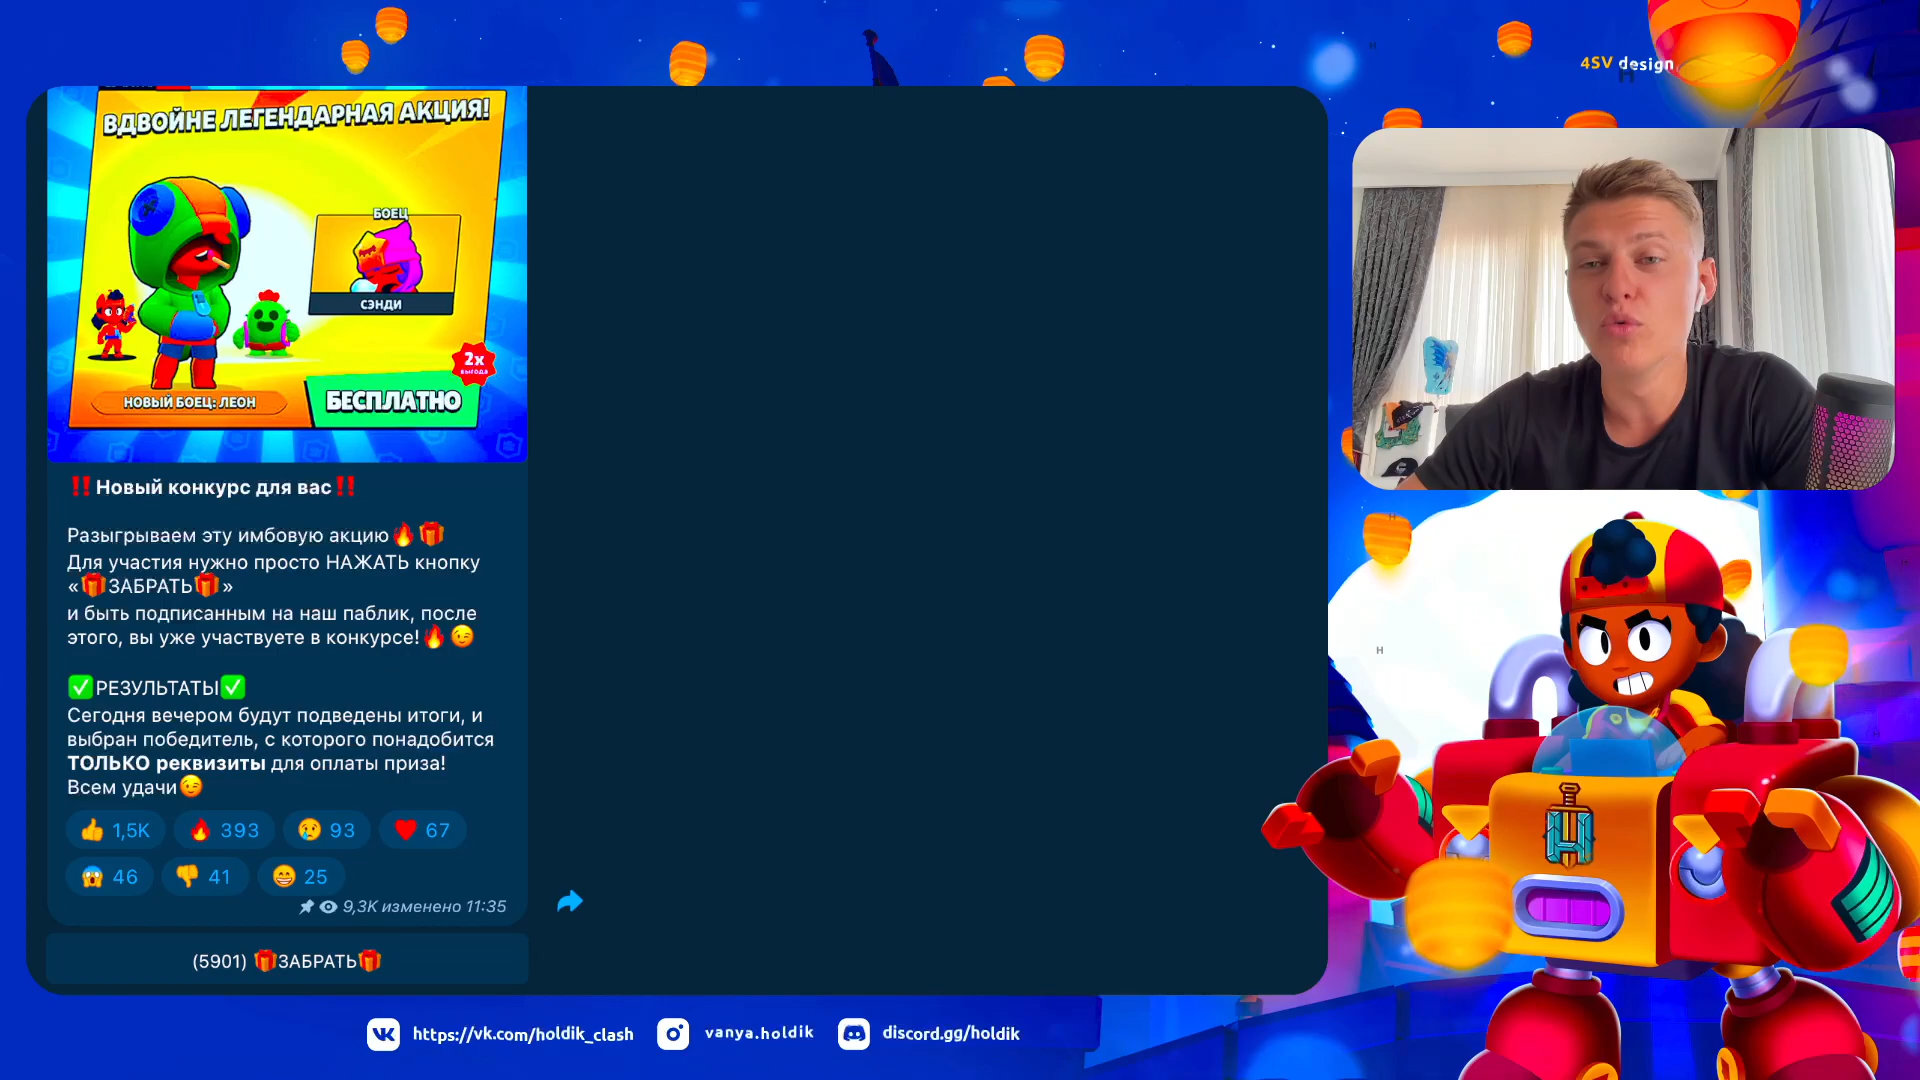 4SV design
ВДВОЙНЕ ЛЕГЕНДАРНАЯ АКЦИЯ!
БОЕЦ
СЭНДИ
2x
ВЫГОДА
НОВЫЙ БОЕЦ: ЛЕОН
БЕСПЛАТНО
‼️Новый конкурс для вас‼️
Разыгрываем эту имбовую акцию🔥🎁
Для участия нужно просто НАЖАТЬ кнопку
«🎁ЗАБРАТЬ🎁»
и быть подписанным на наш паблик, после
этого, вы уже участвуете в конкурсе!🔥😉
✅РЕЗУЛЬТАТЫ✅
Сегодня вечером будут подведены итоги, и
выбран победитель, с которого понадобится
ТОЛЬКО реквизиты для оплаты приза!
Всем удачи😉
👍 1,5K 🔥 393 😢 93 ❤️ 67
😱 46 👎 41 😁 25
9,3K изменено 11:35
(5901) 🎁ЗАБРАТЬ🎁
https://vk.com/holdik_clash vanya.holdik discord.gg/holdik